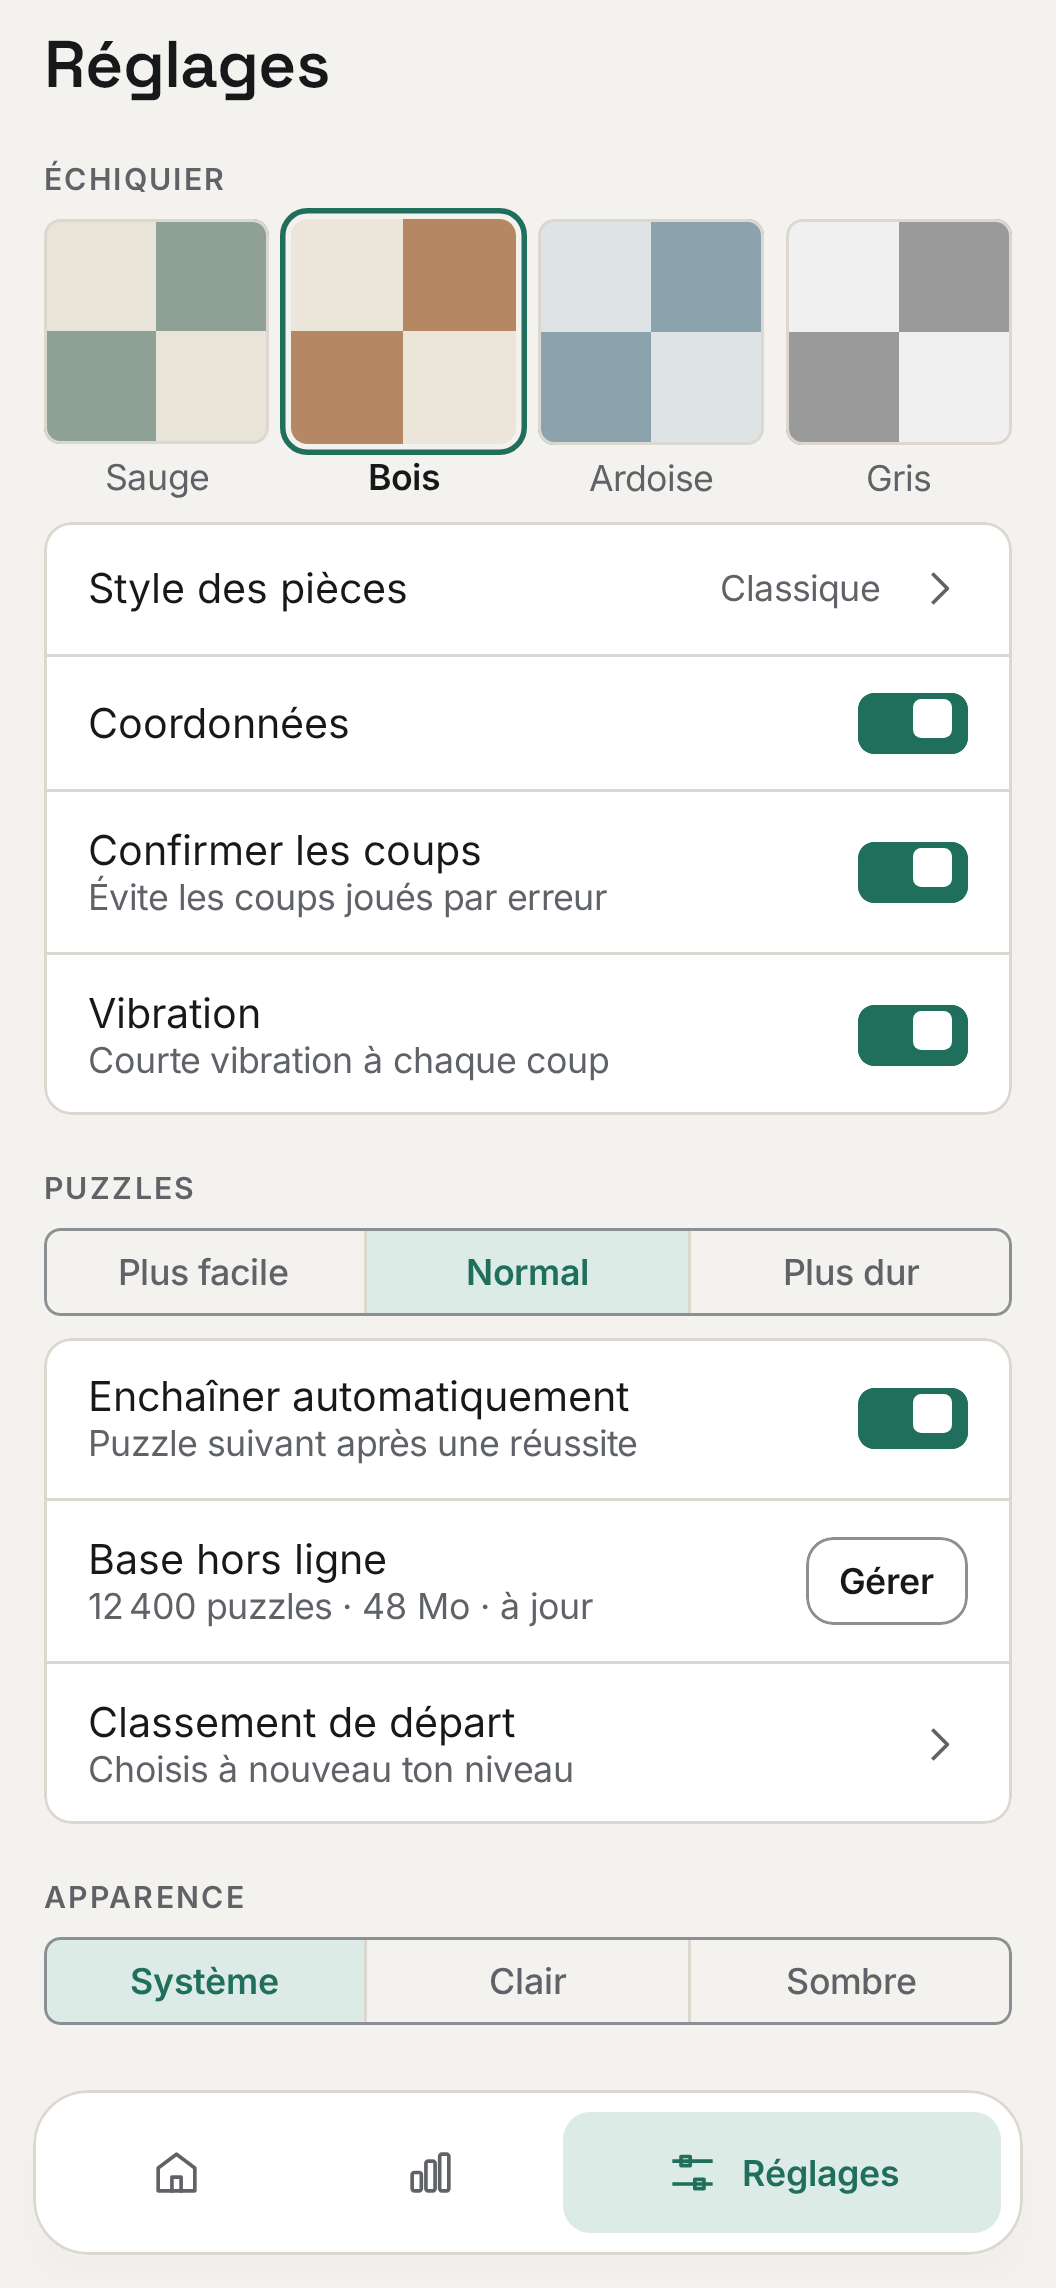 Réglages
ÉCHIQUIER
Sauge
Bois
Ardoise
Gris
Style des pièces
Classique
Coordonnées
Confirmer les coups
Évite les coups joués par erreur
Vibration
Courte vibration à chaque coup
PUZZLES
Plus facile
Normal
Plus dur
Enchaîner automatiquement
Puzzle suivant après une réussite
Base hors ligne
12 400 puzzles · 48 Mo · à jour
Gérer
Classement de départ
Choisis à nouveau ton niveau
APPARENCE
Système
Clair
Sombre
Réglages